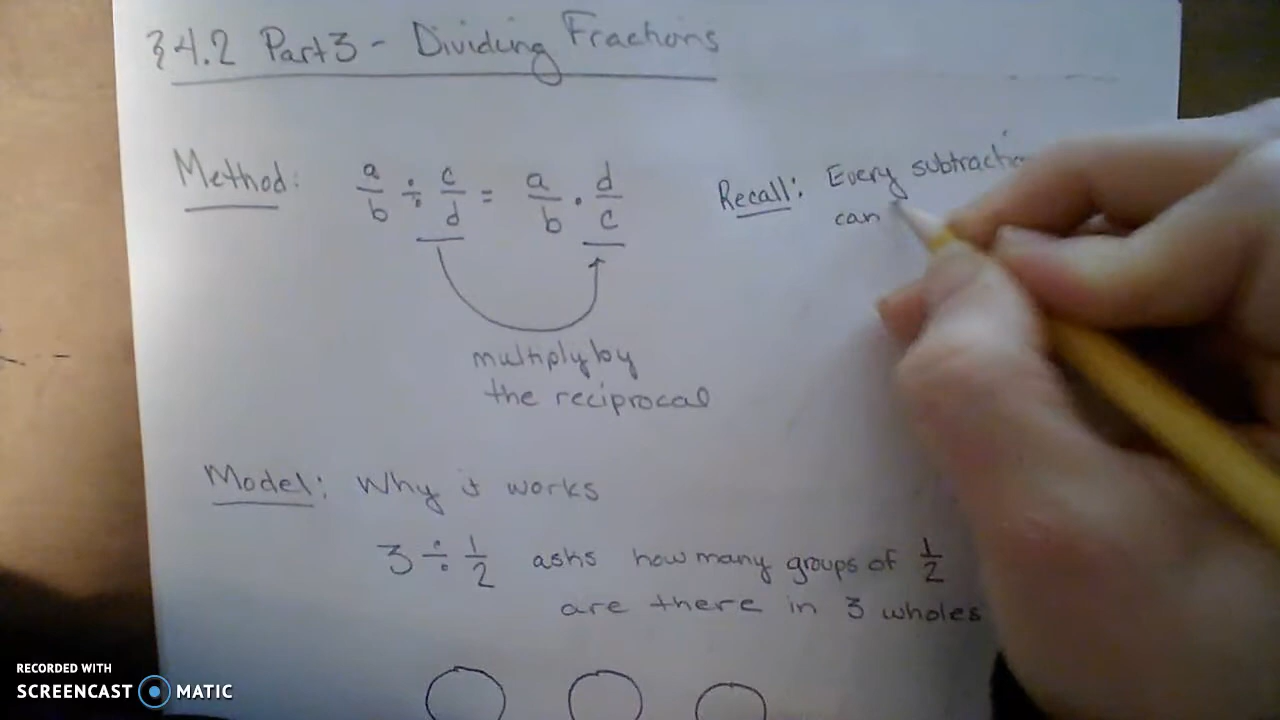 §4.2 Part 3 - Dividing Fractions
Method: a/b ÷ c/d = a/b · d/c
Recall: Every subtraction
can
multiply by
the reciprocal
Model: Why it works
3 ÷ 1/2 asks how many groups of 1/2
are there in 3 wholes
RECORDED WITH
SCREENCAST MATIC